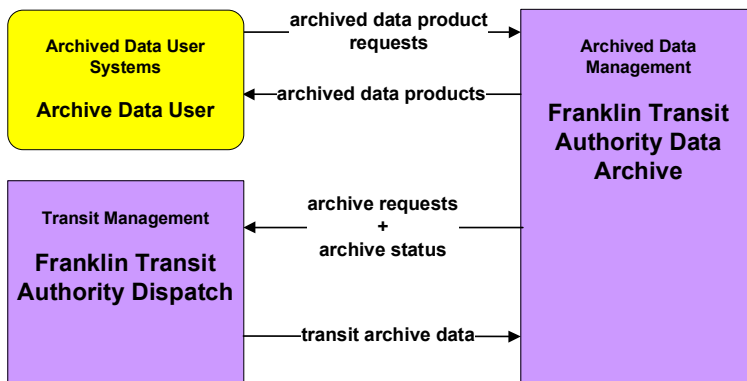 Archived Data User
Systems
Archive Data User
archived data product
requests
archived data products
Archived Data
Management
Franklin Transit
Authority Data
Archive
Transit Management
Franklin Transit
Authority Dispatch
archive requests
+
archive status
transit archive data